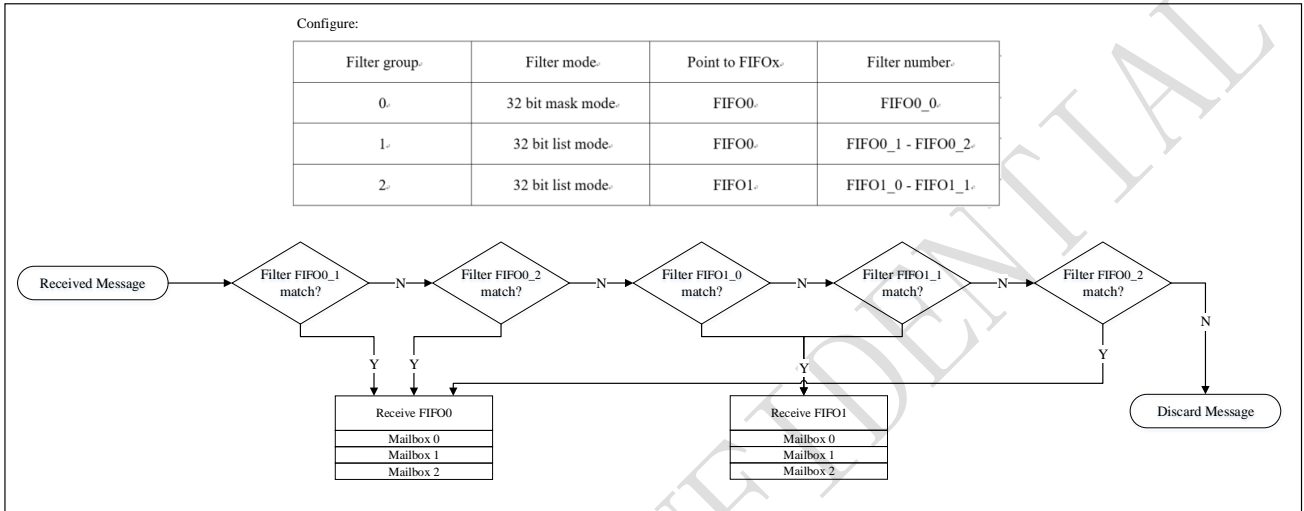 Configure:
Filter group Filter mode Point to FIFOx Filter number
0 32 bit mask mode FIFO0 FIFO0_0
1 32 bit list mode FIFO0 FIFO0_1 - FIFO0_2
2 32 bit list mode FIFO1 FIFO1_0 - FIFO1_1
Received Message
Filter FIFO0_1
match?
N
Filter FIFO0_2
match?
N
Filter FIFO1_0
match?
N
Filter FIFO1_1
match?
N
Filter FIFO0_2
match?
N
Y
Y
Y
Y
Receive FIFO0
Mailbox 0
Mailbox 1
Mailbox 2
Receive FIFO1
Mailbox 0
Mailbox 1
Mailbox 2
Discard Message
FIDENTIAL